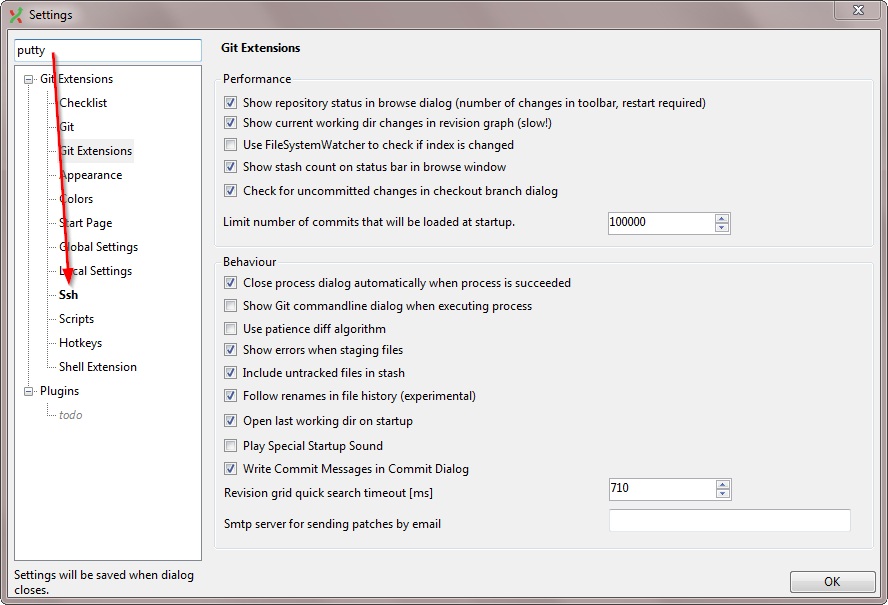 Settings
putty
Git Extensions
Checklist
Git
Git Extensions
Appearance
Colors
Start Page
Global Settings
Local Settings
Ssh
Scripts
Hotkeys
Shell Extension
Plugins
todo
Settings will be saved when dialog
closes.
Git Extensions
Performance
Show repository status in browse dialog (number of changes in toolbar, restart required)
Show current working dir changes in revision graph (slow!)
Use FileSystemWatcher to check if index is changed
Show stash count on status bar in browse window
Check for uncommitted changes in checkout branch dialog
Limit number of commits that will be loaded at startup. 100000
Behaviour
Close process dialog automatically when process is succeeded
Show Git commandline dialog when executing process
Use patience diff algorithm
Show errors when staging files
Include untracked files in stash
Follow renames in file history (experimental)
Open last working dir on startup
Play Special Startup Sound
Write Commit Messages in Commit Dialog
Revision grid quick search timeout [ms] 710
Smtp server for sending patches by email
OK